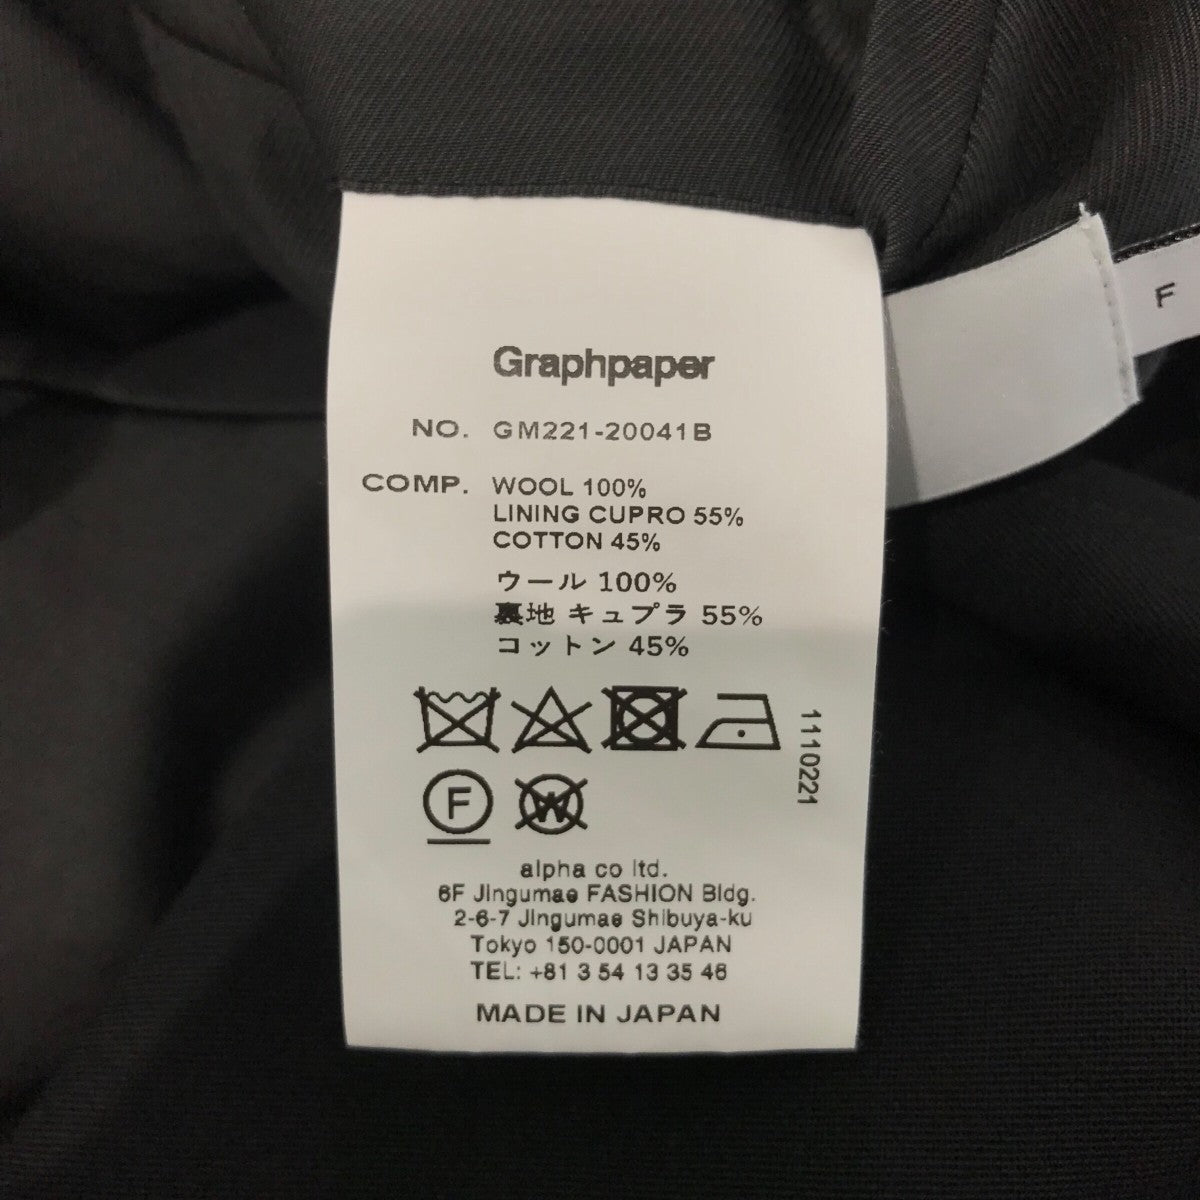 Graphpaper
NO. GM221-20041B
COMP. WOOL 100%
LINING CUPRO 55%
COTTON 45%
ウール 100%
裏地 キュプラ 55%
コットン 45%
F W
1110221
alpha co ltd.
6F Jingumae FASHION Bldg.
2-6-7 Jingumae Shibuya-ku
Tokyo 150-0001 JAPAN
TEL: +81 3 54 13 35 46
MADE IN JAPAN
F